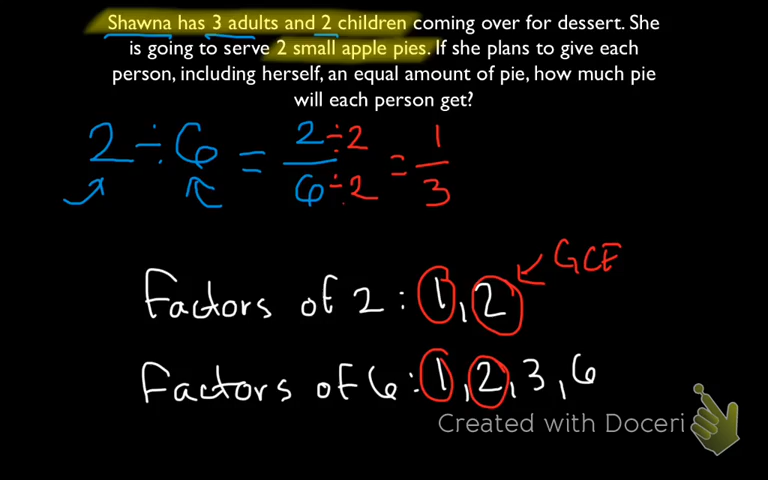 Shawna has 3 adults and 2 children coming over for dessert. She
is going to serve 2 small apple pies. If she plans to give each
person, including herself, an equal amount of pie, how much pie
will each person get?
2 ÷ 6 = 2÷2/6÷2 = 1/3
GCF
Factors of 2: 1, 2
Factors of 6: 1, 2, 3, 6
Created with Doceri